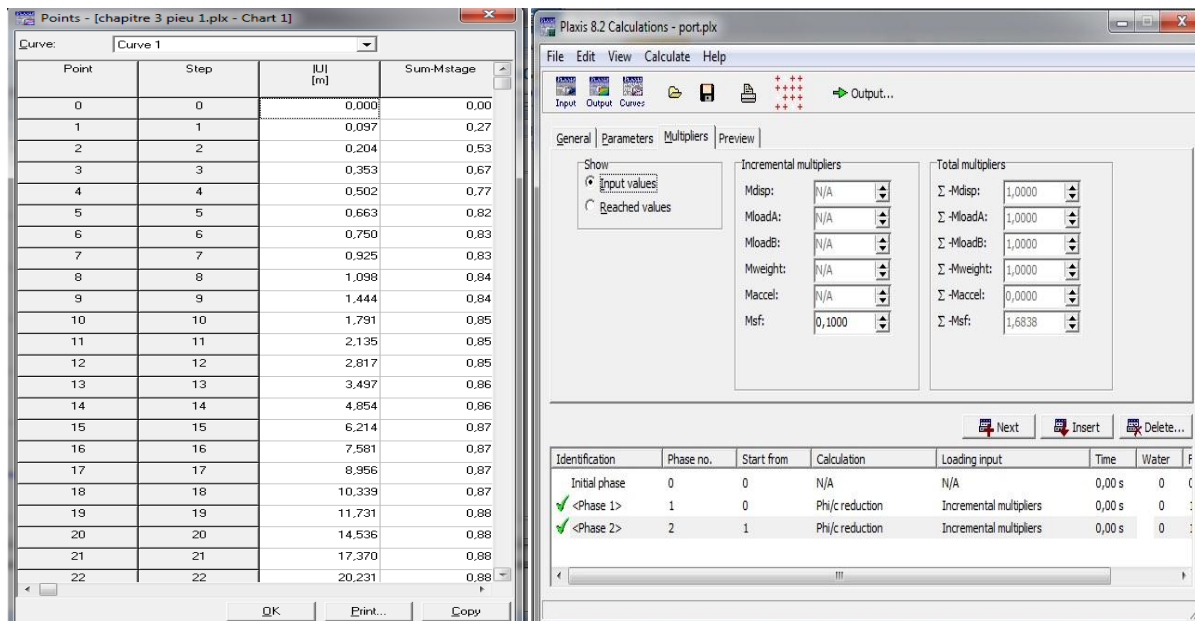 Points - [chapitre 3 pieu 1.plx - Chart 1]
Curve: Curve 1
Point Step |U| [m] Sum-Mstage
0 0 0,000 0,00
1 1 0,097 0,27
2 2 0,204 0,53
3 3 0,353 0,67
4 4 0,502 0,77
5 5 0,663 0,82
6 6 0,750 0,83
7 7 0,925 0,83
8 8 1,098 0,84
9 9 1,444 0,84
10 10 1,791 0,85
11 11 2,135 0,85
12 12 2,817 0,85
13 13 3,497 0,86
14 14 4,854 0,86
15 15 6,214 0,87
16 16 7,581 0,87
17 17 8,956 0,87
18 18 10,339 0,87
19 19 11,731 0,88
20 20 14,536 0,88
21 21 17,370 0,88
22 22 20,231 0,88
OK Print... Copy
Plaxis 8.2 Calculations - port.plx
File Edit View Calculate Help
Input Output Curves Output...
General Parameters Multipliers Preview
Show
Input values
Reached values
Incremental multipliers
Mdisp: N/A
MloadA: N/A
MloadB: N/A
Mweight: N/A
Maccel: N/A
Msf: 0,1000
Total multipliers
Σ -Mdisp: 1,0000
Σ -MloadA: 1,0000
Σ -MloadB: 1,0000
Σ -Mweight: 1,0000
Σ -Maccel: 0,0000
Σ -Msf: 1,6838
Next Insert Delete...
Identification Phase no. Start from Calculation Loading input Time Water F
Initial phase 0 0 N/A N/A 0,00 s 0
<Phase 1> 1 0 Phi/c reduction Incremental multipliers 0,00 s 0
<Phase 2> 2 1 Phi/c reduction Incremental multipliers 0,00 s 0